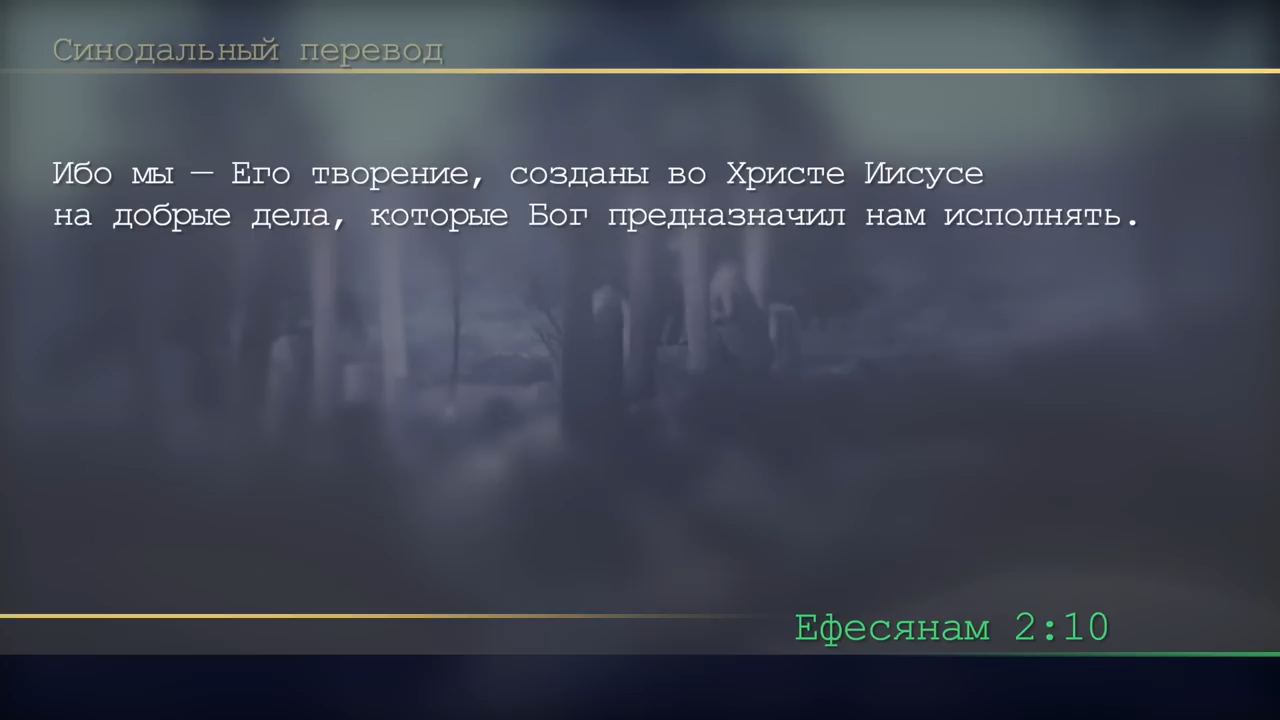 Синодальный перевод
Ибо мы — Его творение, созданы во Христе Иисусе
на добрые дела, которые Бог предназначил нам исполнять.
Ефесянам 2:10